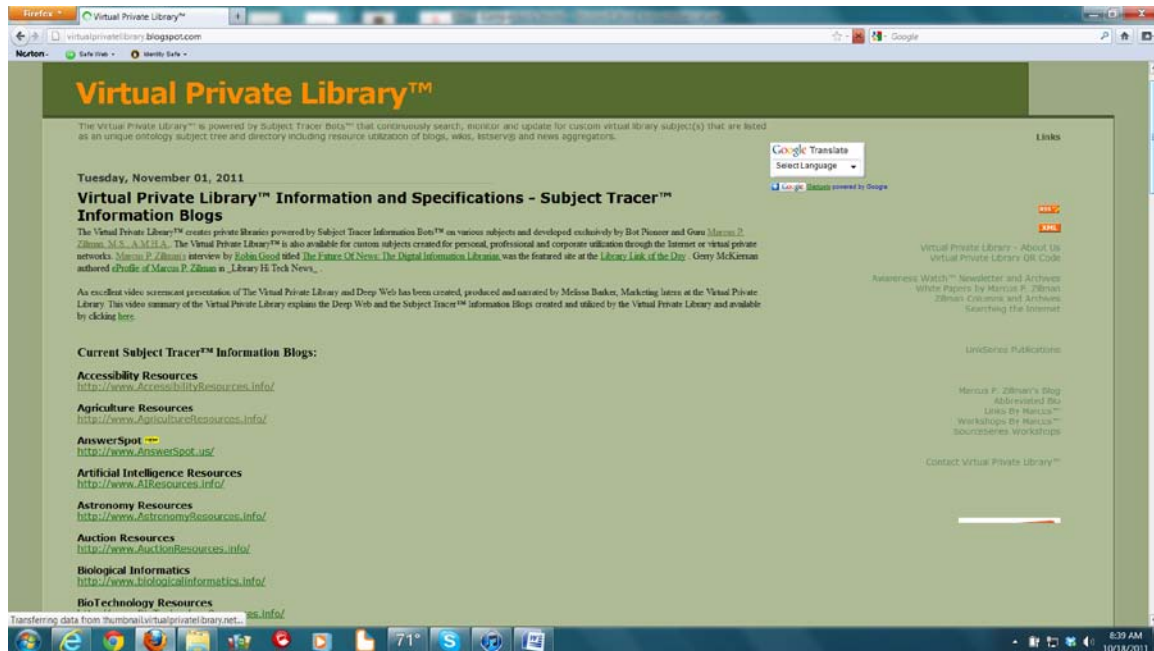 Firefox
Virtual Private Library™
virtualprivatelibrary.blogspot.com
Google
Norton
Safe Web
Identity Safe
Virtual Private Library™
The Virtual Private Library™ is powered by Subject Tracer Bots™ that continuously search, monitor and update for custom virtual library subject(s) that are listed
as an unique ontology subject tree and directory including resource utilization of blogs, wikis, listserv(s) and news aggregators.
Links
Google Translate
Select Language
Google powered by Google
Tuesday, November 01, 2011
Virtual Private Library™ Information and Specifications - Subject Tracer™
Information Blogs
The Virtual Private Library™ creates private libraries powered by Subject Tracer Information Bots™ on various subjects and developed exclusively by Bot Pioneer and Guru Marcus P.
Zillman, M.S., A.M.H.A.. The Virtual Private Library™ is also available for custom subjects created for personal, professional and corporate utilization through the Internet or virtual private
networks. Marcus P. Zillman's interview by Robin Good titled The Future Of News: The Digital Information Librarian was the featured site at the Library Link of the Day . Gerry McKiernan
authored eProfile of Marcus P. Zillman in _Library Hi Tech News_ .
An excellent video screencast presentation of The Virtual Private Library and Deep Web has been created, produced and narrated by Melissa Barker, Marketing Intern at the Virtual Private
Library. This video summary of the Virtual Private Library explains the Deep Web and the Subject Tracer™ Information Blogs created and utilized by the Virtual Private Library and available
by clicking here.
RSS
XML
Virtual Private Library - About Us
Virtual Private Library QR Code
Awareness Watch™ Newsletter and Archives
White Papers by Marcus P. Zillman
Zillman Columns and Archives
Searching the Internet
UniSeries Publications
Marcus P. Zillman's Blog
Abbreviated Bio
Links By Marcus™
Workshops By Marcus™
SourceSeries Workshops
Contact Virtual Private Library™
Current Subject Tracer™ Information Blogs:
Accessibility Resources
http://www.AccessibilityResources.info/
Agriculture Resources
http://www.AgricultureResources.info/
AnswerSpot
http://www.AnswerSpot.us/
Artificial Intelligence Resources
http://www.AIResources.info/
Astronomy Resources
http://www.AstronomyResources.info/
Auction Resources
http://www.AuctionResources.info/
Biological Informatics
http://www.biologicalinformatics.info/
BioTechnology Resources
es.info/
Transferring data from thumbnail.virtualprivatelibrary.net...
71°
8:39 AM
10/18/2011